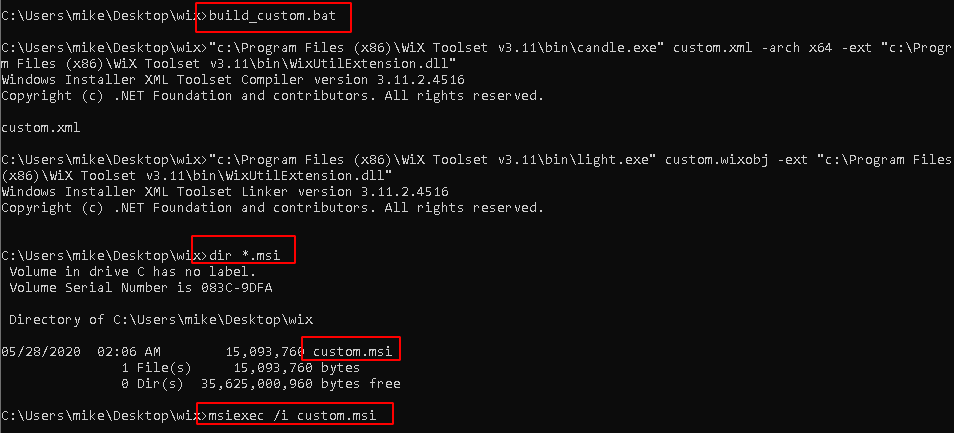 C:\Users\mike\Desktop\wix>build_custom.bat
C:\Users\mike\Desktop\wix>"c:\Program Files (x86)\WiX Toolset v3.11\bin\candle.exe" custom.xml -arch x64 -ext "c:\Progr
m Files (x86)\WiX Toolset v3.11\bin\WixUtilExtension.dll"
Windows Installer XML Toolset Compiler version 3.11.2.4516
Copyright (c) .NET Foundation and contributors. All rights reserved.
custom.xml
C:\Users\mike\Desktop\wix>"c:\Program Files (x86)\WiX Toolset v3.11\bin\light.exe" custom.wixobj -ext "c:\Program Files
(x86)\WiX Toolset v3.11\bin\WixUtilExtension.dll"
Windows Installer XML Toolset Linker version 3.11.2.4516
Copyright (c) .NET Foundation and contributors. All rights reserved.
C:\Users\mike\Desktop\wix>dir *.msi
Volume in drive C has no label.
Volume Serial Number is 083C-9DFA
Directory of C:\Users\mike\Desktop\wix
05/28/2020  02:06 AM        15,093,760 custom.msi
1 File(s)     15,093,760 bytes
0 Dir(s)  35,625,000,960 bytes free
C:\Users\mike\Desktop\wix>msiexec /i custom.msi